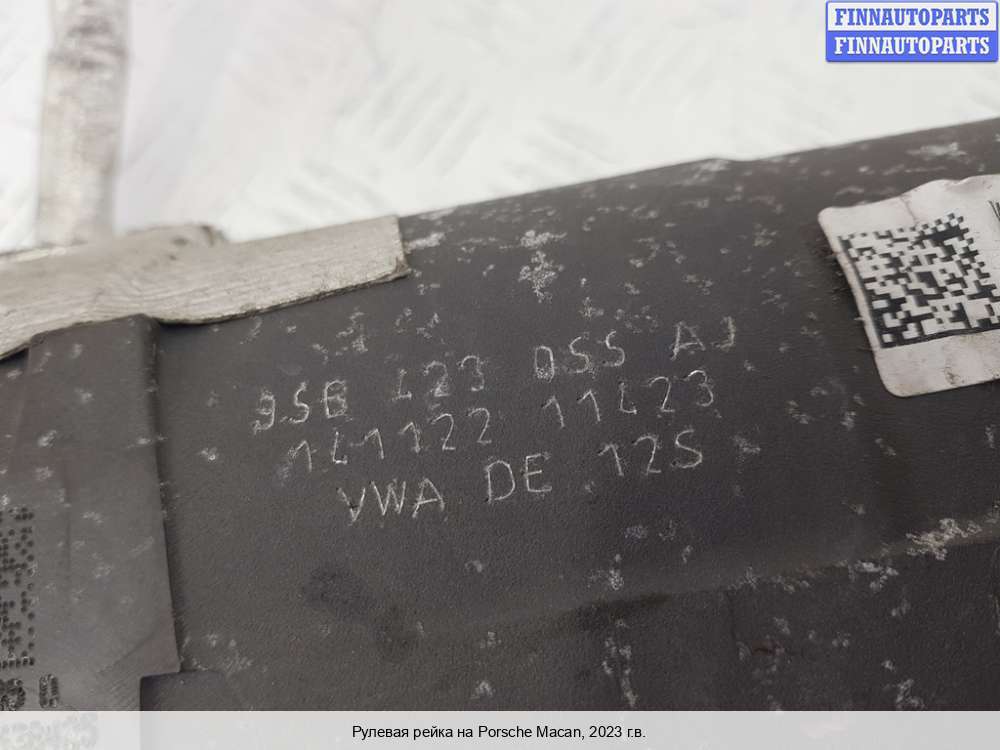 FINNAUTOPARTS
FINNAUTOPARTS
95B 423 055 AJ
141122 11423
VWA DE 12S
Рулевая рейка на Porsche Macan, 2023 г.в.